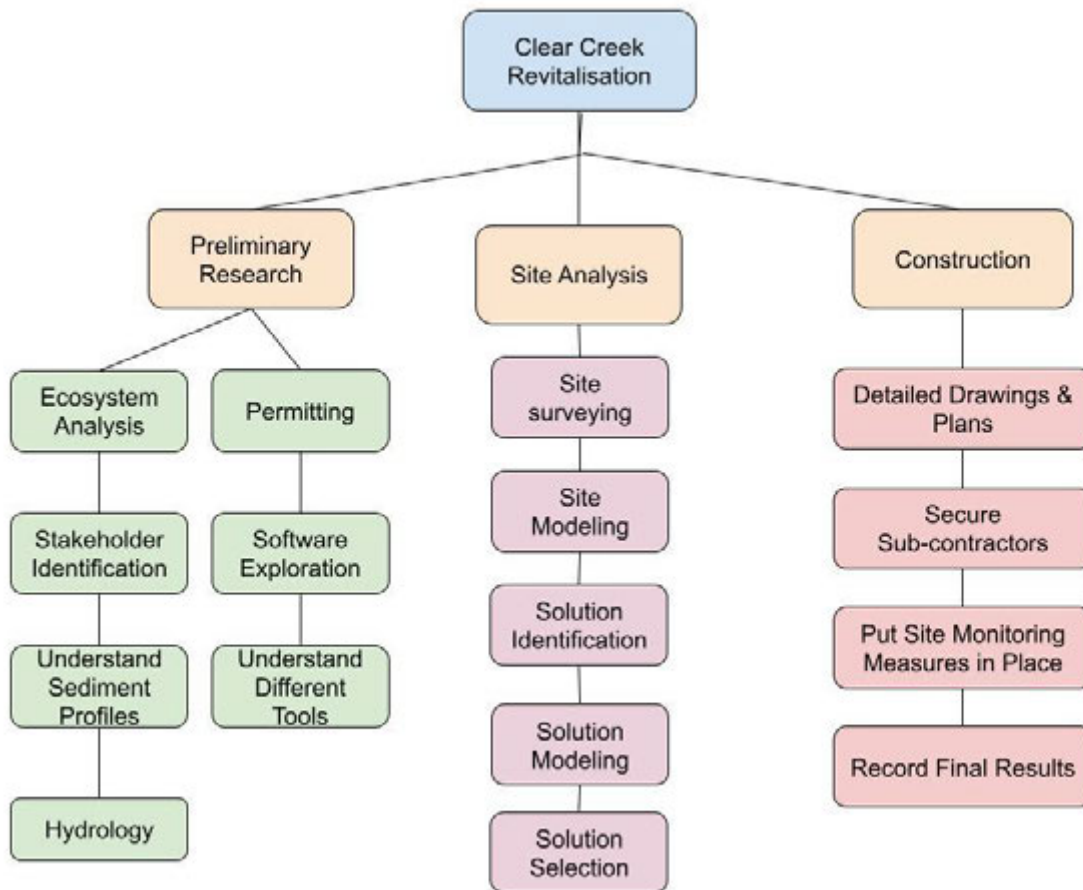 Clear Creek
Revitalisation
Preliminary
Research
Site Analysis
Construction
Ecosystem
Analysis
Permitting
Site
surveying
Detailed Drawings &
Plans
Stakeholder
Identification
Software
Exploration
Site
Modeling
Secure
Sub-contractors
Understand
Sediment
Profiles
Understand
Different
Tools
Solution
Identification
Put Site Monitoring
Measures in Place
Hydrology
Solution
Modeling
Record Final Results
Solution
Selection